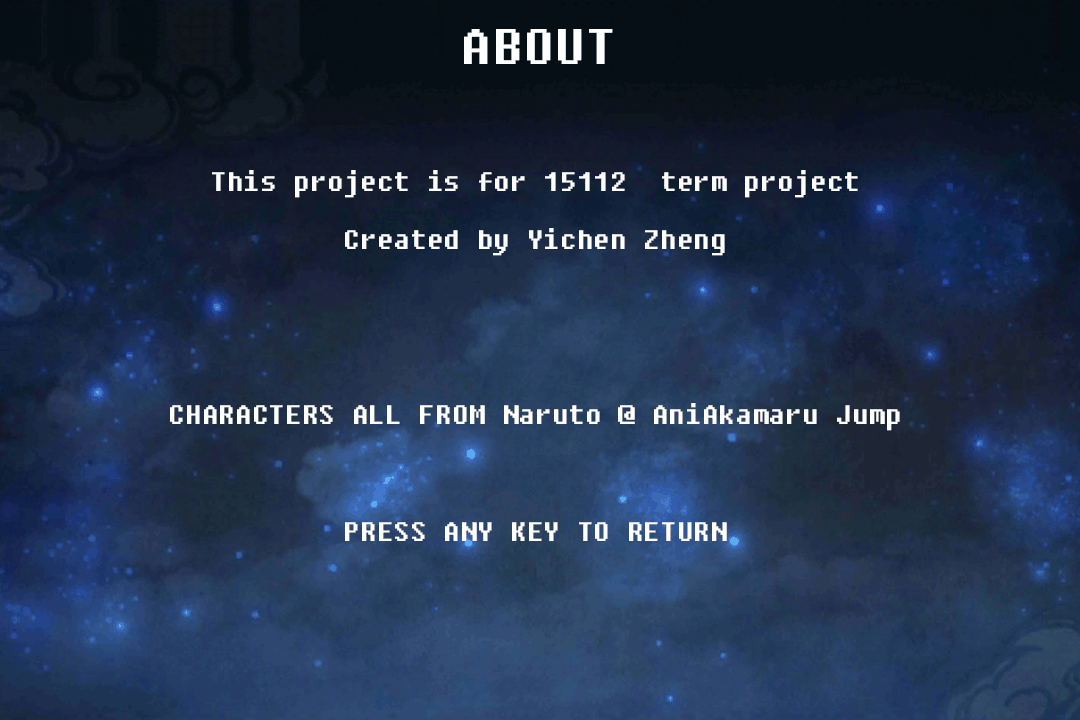 ABOUT
This project is for 15112  term project
Created by Yichen Zheng
CHARACTERS ALL FROM Naruto @ AniAkamaru Jump
PRESS ANY KEY TO RETURN